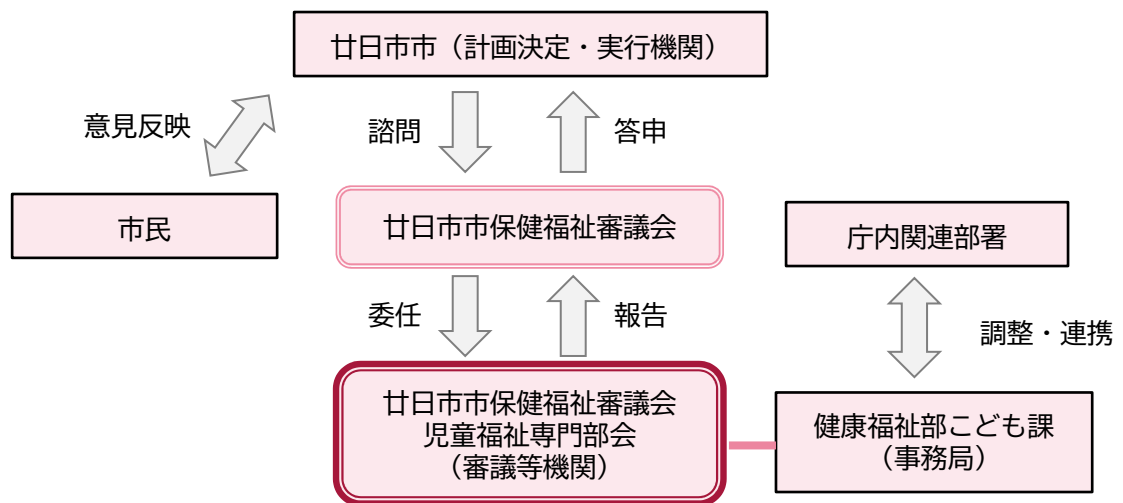 廿日市市（計画決定・実行機関）
意見反映
諮問
答申
市民
廿日市市保健福祉審議会
庁内関連部署
委任
報告
調整・連携
廿日市市保健福祉審議会
児童福祉専門部会
（審議等機関）
健康福祉部こども課
（事務局）